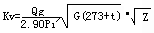 Kv=Qg/2.90P₁ √G(273+t) * √Z